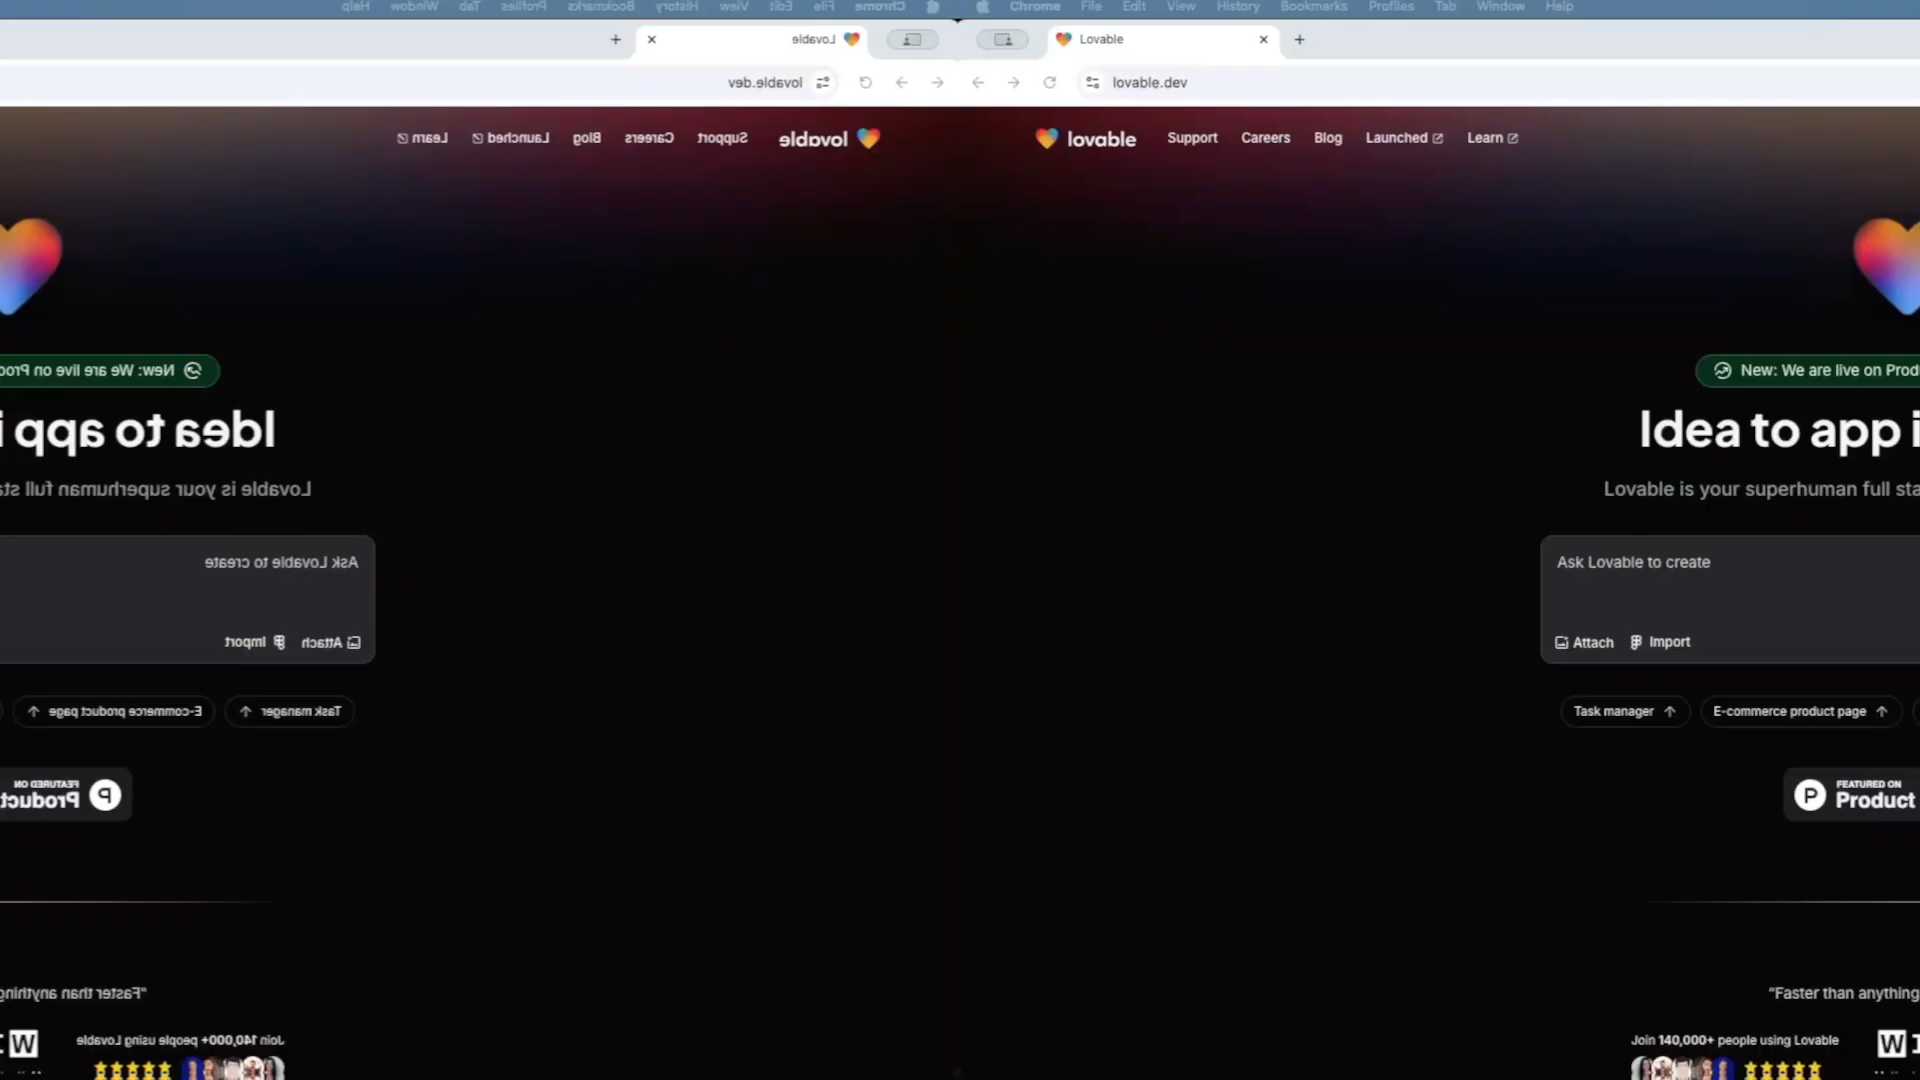 Chrome File Edit View History Bookmarks Profiles Tab Window Help
Lovable
lovable.dev
lovable Support Careers Blog Launched Learn
New: We are live on Produ
Idea to app i
Lovable is your superhuman full sta
Ask Lovable to create
Attach Import
Task manager E-commerce product page
P FEATURED ON
Product
“Faster than anything
Join 140,000+ people using Lovable
W